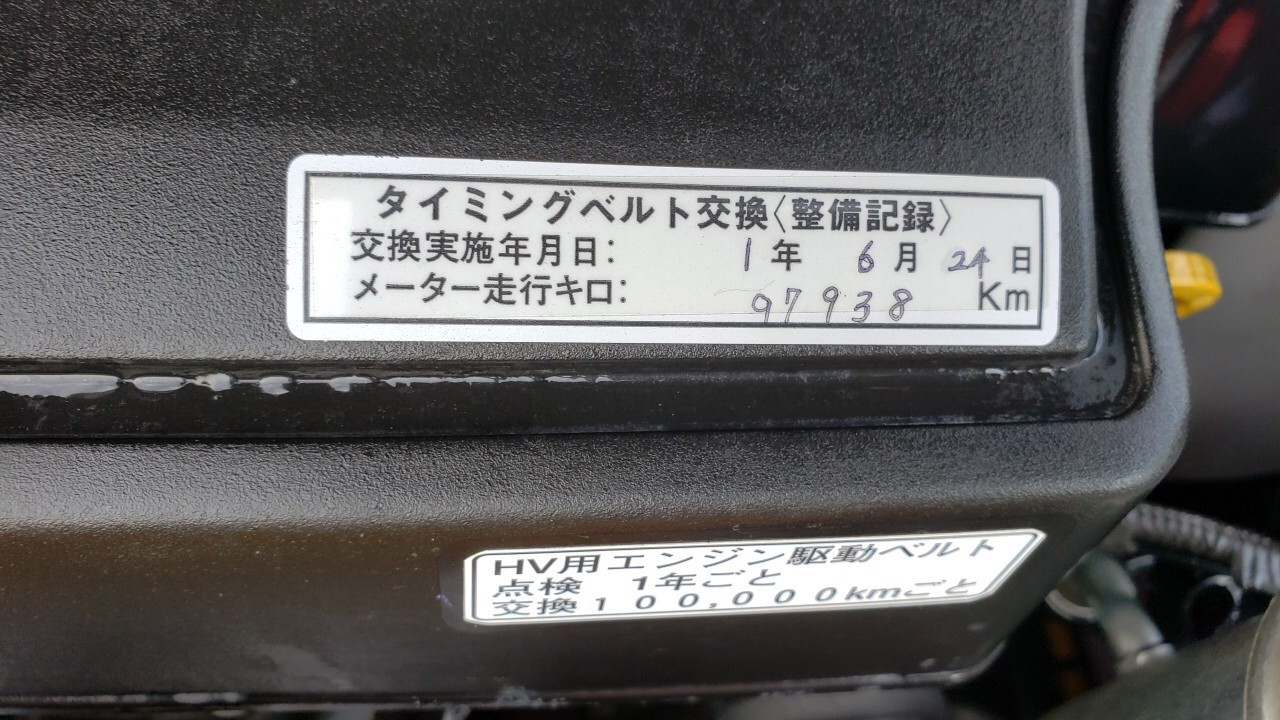 タイミングベルト交換〈整備記録〉
交換実施年月日： 1年 6月 24日
メーター走行キロ： 97938 Km
HV用エンジン駆動ベルト
点検 1年ごと
交換100,000kmごと